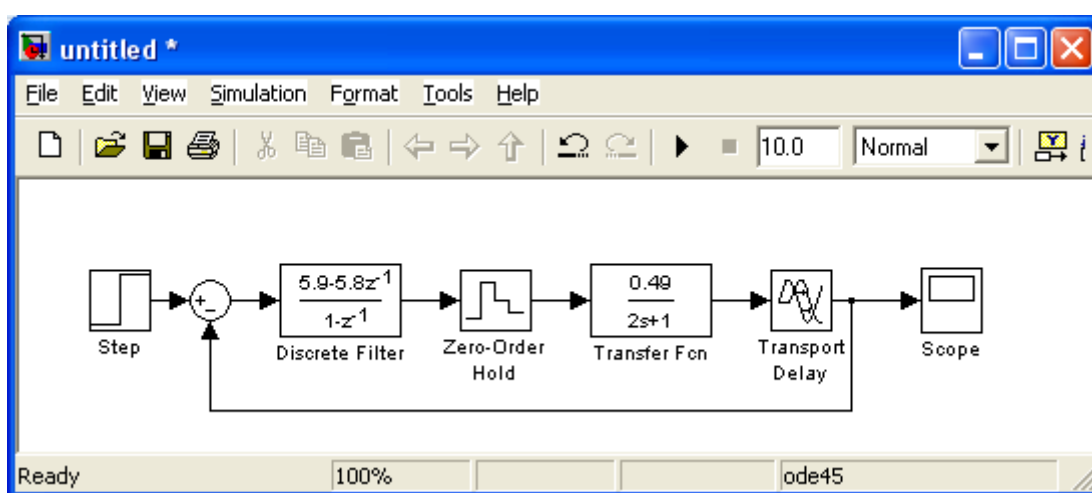 untitled *
File Edit View Simulation Format Tools Help
10.0 Normal
5.9-5.8z-1
1-z-1
0.49
2s+1
Step
Discrete Filter
Zero-Order
Hold
Transfer Fcn
Transport
Delay
Scope
Ready 100% ode45